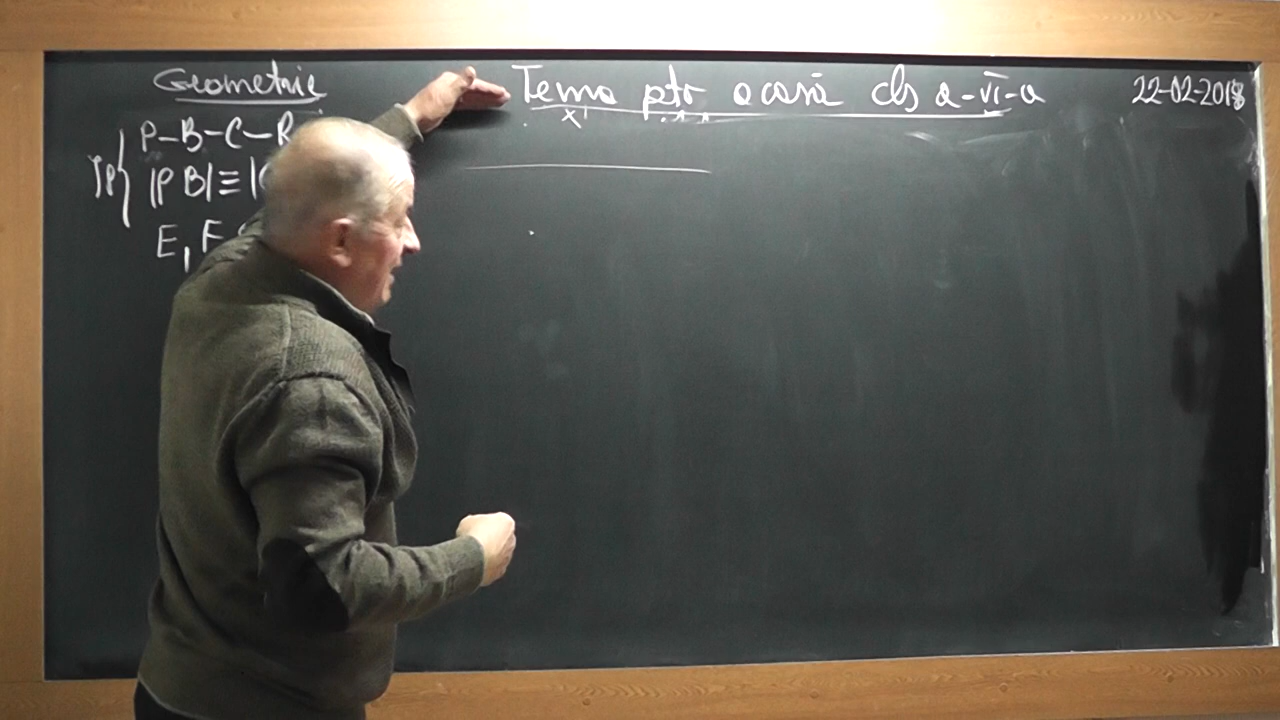 Geometrie
Tema ptr acasă cls a-VI-a
22-02-2018
P-B-C-R
Ip { |PB| ≡ |
E, F